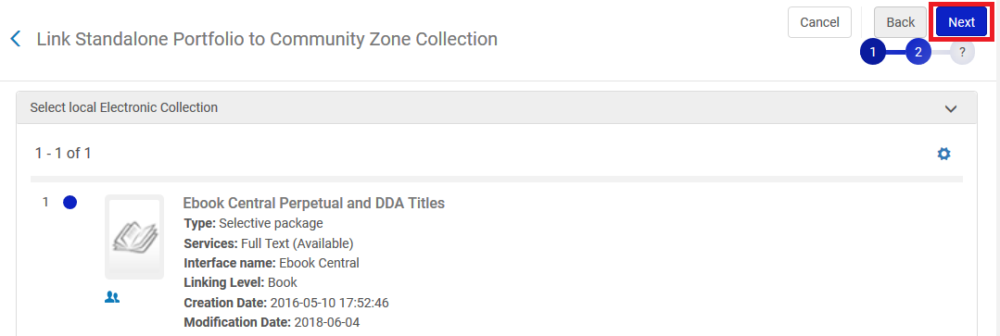 Cancel
Back
Next
Link Standalone Portfolio to Community Zone Collection
1
2
?
Select local Electronic Collection
1 - 1 of 1
1
Ebook Central Perpetual and DDA Titles
Type: Selective package
Services: Full Text (Available)
Interface name: Ebook Central
Linking Level: Book
Creation Date: 2016-05-10 17:52:46
Modification Date: 2018-06-04